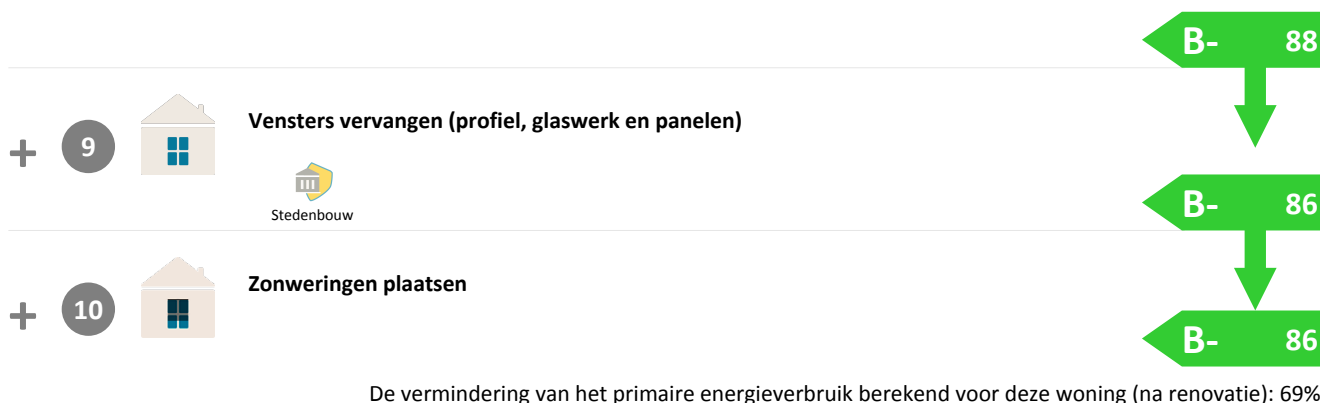 B- 88
+ 9 Vensters vervangen (profiel, glaswerk en panelen)
Stedenbouw
B- 86
+ 10 Zonweringen plaatsen
B- 86
De vermindering van het primaire energieverbruik berekend voor deze woning (na renovatie): 69%